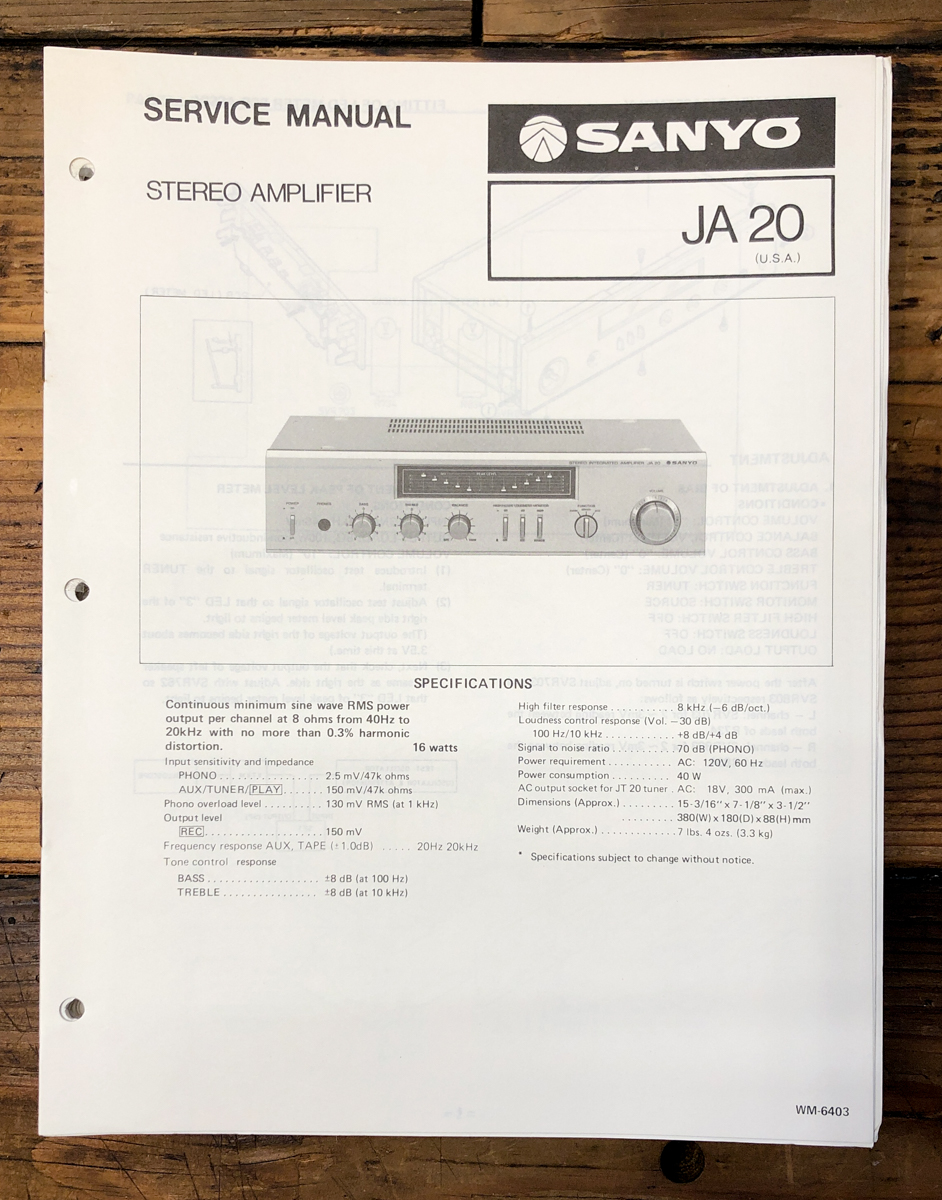 SERVICE MANUAL
SANYO
STEREO AMPLIFIER
JA 20
(U.S.A.)
STEREO INTEGRATED AMPLIFIER JA 20 SANYO
SPECIFICATIONS
Continuous minimum sine wave RMS power
output per channel at 8 ohms from 40Hz to
20kHz with no more than 0.3% harmonic
distortion. 16 watts
Input sensitivity and impedance
PHONO . . . . . . . . . . . . . . . . . 2.5 mV/47k ohms
AUX/TUNER/PLAY . . . . . . . 150 mV/47k ohms
Phono overload level . . . . . . . . . . 130 mV RMS (at 1 kHz)
Output level
REC . . . . . . . . . . . . . . . . . . . 150 mV
Frequency response AUX, TAPE (±1.0dB) . . . . . 20Hz 20kHz
Tone control response
BASS . . . . . . . . . . . . . . . . . . . ±8 dB (at 100 Hz)
TREBLE . . . . . . . . . . . . . . . . ±8 dB (at 10 kHz)
High filter response . . . . . . . . . . . 8 kHz (−6 dB/oct.)
Loudness control response (Vol. −30 dB)
100 Hz/10 kHz . . . . . . . . . . . . +8 dB/+4 dB
Signal to noise ratio . . . . . . . . . . . 70 dB (PHONO)
Power requirement . . . . . . . . . . . AC: 120V, 60 Hz
Power consumption . . . . . . . . . . 40 W
AC output socket for JT 20 tuner . AC: 18V, 300 mA (max.)
Dimensions (Approx.) . . . . . . . . . 15-3/16" x 7-1/8" x 3-1/2"
. . . . . . . . . 380(W) x 180(D) x 88(H) mm
Weight (Approx.) . . . . . . . . . . . . . 7 lbs. 4 ozs. (3.3 kg)
* Specifications subject to change without notice.
WM-6403